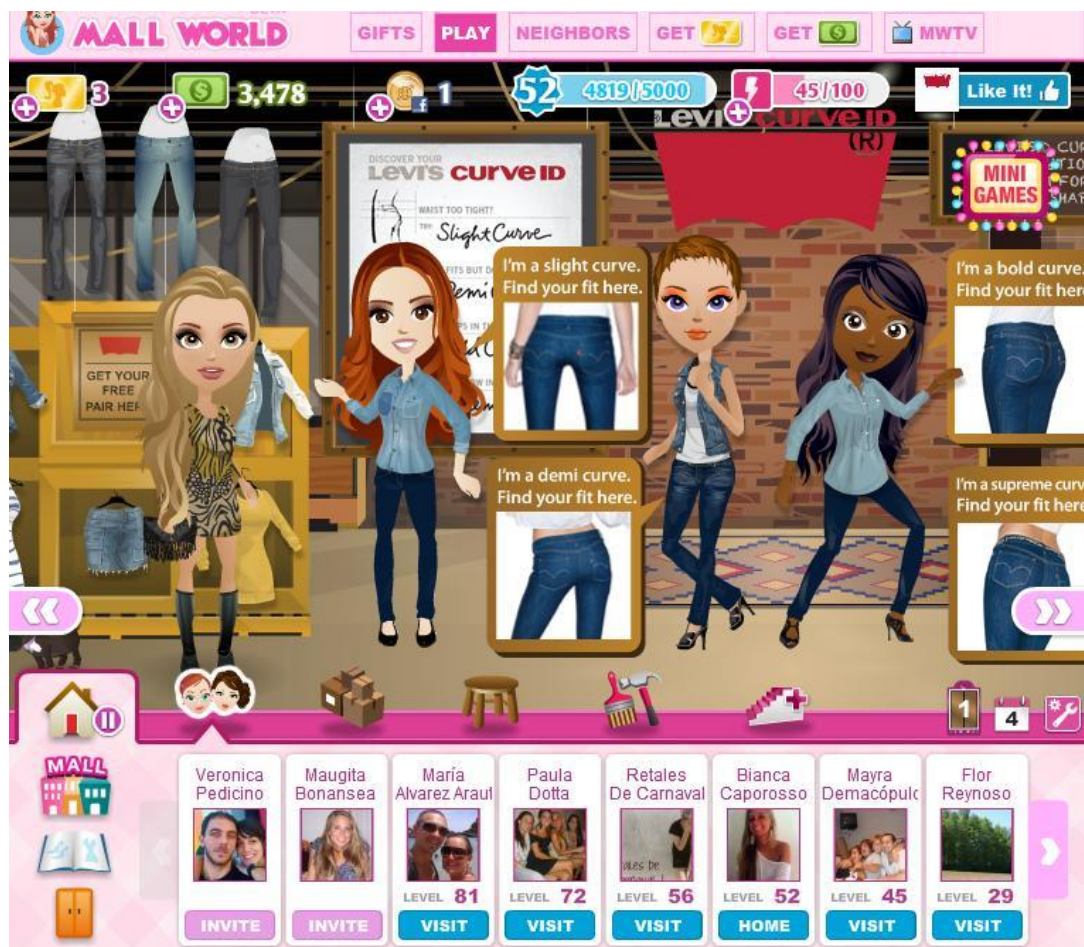 MALL WORLD
GIFTS
PLAY
NEIGHBORS
GET
GET
MWTV
3
3,478
1
52
4819/5000
45/100
Like It!
Levi's curve ID
(R)
DISCOVER YOUR
Levi's curve ID
WAIST TOO TIGHT?
TRY
Slight Curve
MINI
GAMES
I'm a slight curve.
Find your fit here.
I'm a bold curve.
Find your fit here
GET YOUR
FREE
PAIR HERE
I'm a demi curve.
Find your fit here.
I'm a supreme curv
Find your fit here
1
4
MALL
Veronica
Pedicino
INVITE
Maugita
Bonansea
INVITE
María
Alvarez Araut
LEVEL 81
VISIT
Paula
Dotta
LEVEL 72
VISIT
Retales
De Carnaval
LEVEL 56
VISIT
Bianca
Caporosso
LEVEL 52
HOME
Mayra
Demacópulo
LEVEL 45
VISIT
Flor
Reynoso
LEVEL 29
VISIT